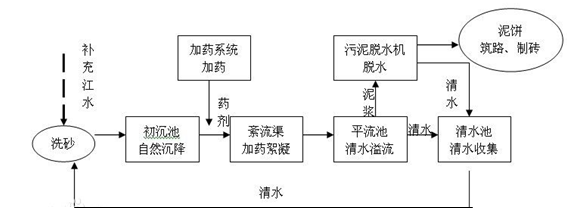 补
充
江
水
洗砂
初沉池
自然沉降
加药系统
加药
药
剂
紊流渠
加药絮凝
平流池
清水溢流
泥
浆
污泥脱水机
脱水
泥饼
筑路、制砖
清
水
清水
清水池
清水收集
清水